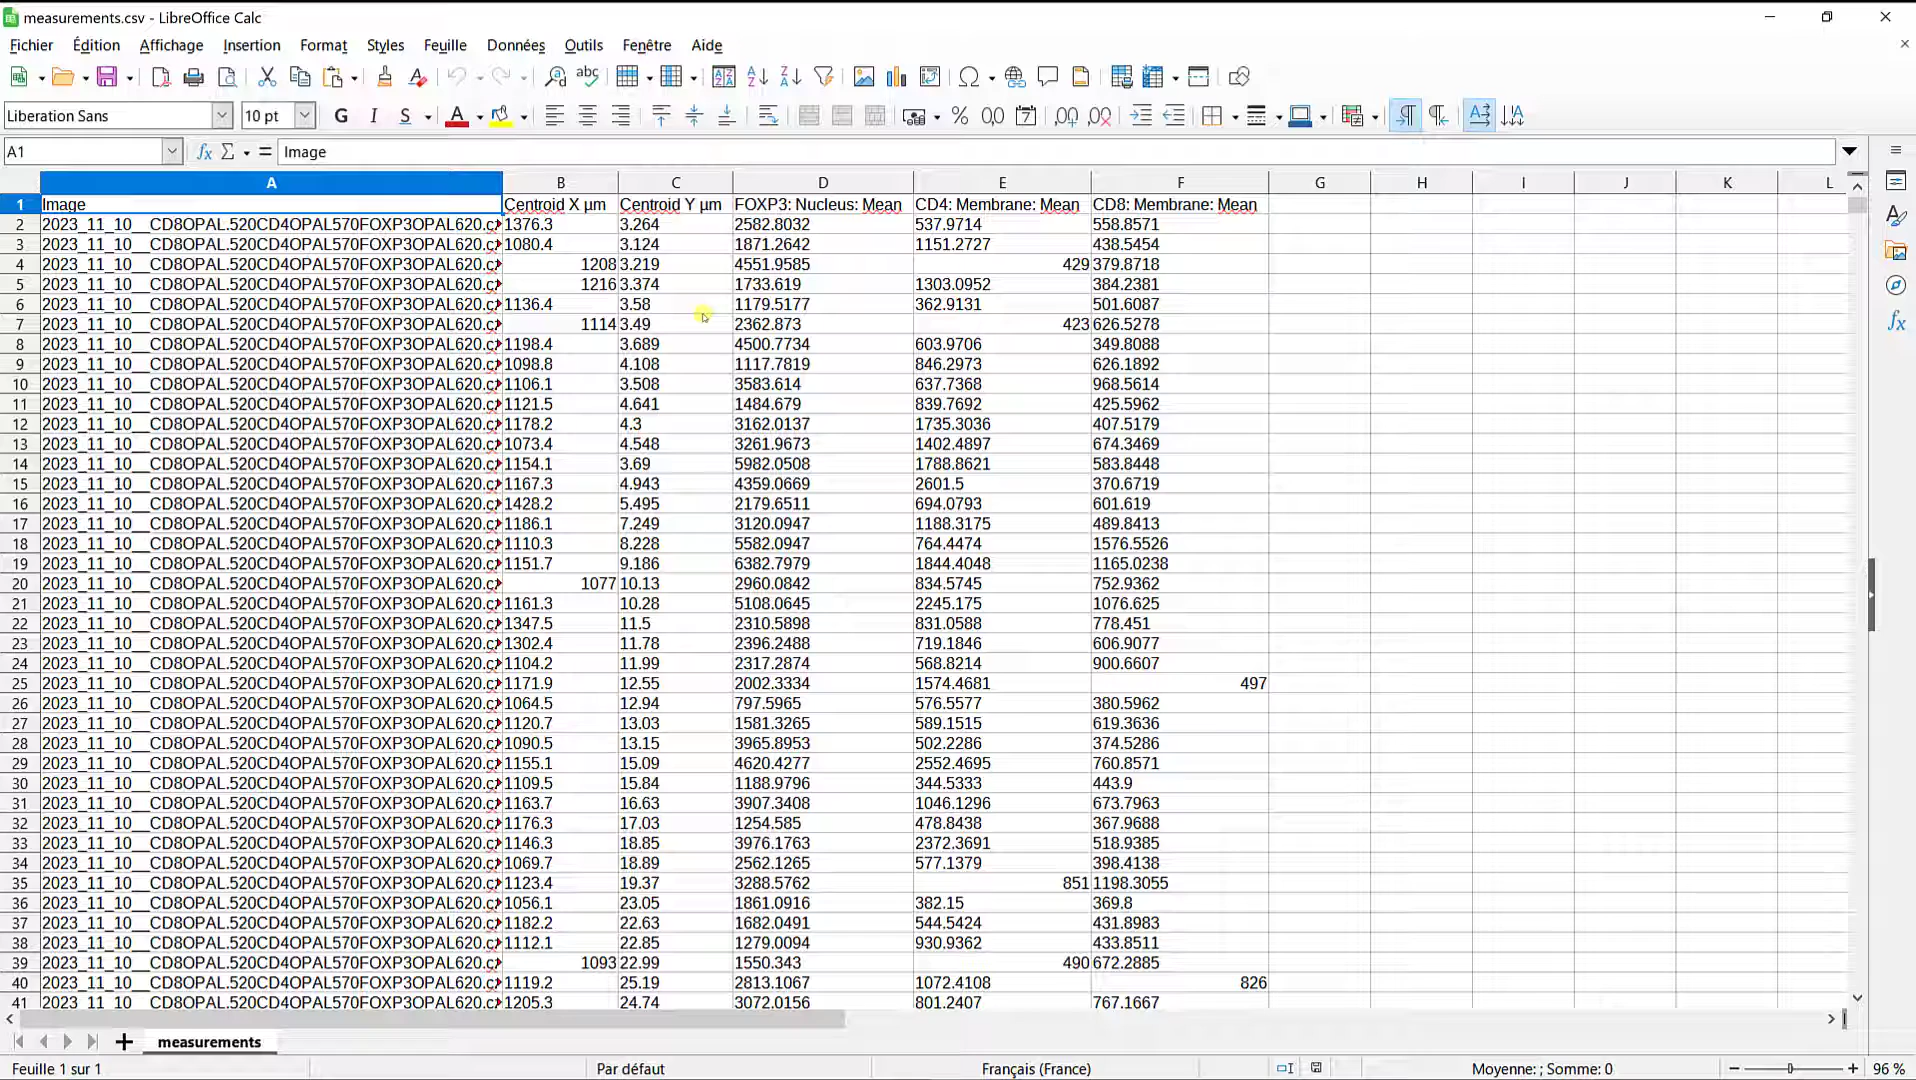 measurements.csv - LibreOffice Calc
Fichier Édition Affichage Insertion Format Styles Feuille Données Outils Fenêtre Aide
Liberation Sans 10 pt G I S
A1 Image
A B C D E F G H I J K L
1 Image Centroid X µm Centroid Y µm FOXP3: Nucleus: Mean CD4: Membrane: Mean CD8: Membrane: Mean
2 2023_11_10__CD8OPAL.520CD4OPAL570FOXP3OPAL620.c 1376.3 3.264 2582.8032 537.9714 558.8571
3 2023_11_10__CD8OPAL.520CD4OPAL570FOXP3OPAL620.c 1080.4 3.124 1871.2642 1151.2727 438.5454
4 2023_11_10__CD8OPAL.520CD4OPAL570FOXP3OPAL620.c 1208 3.219 4551.9585 429 379.8718
5 2023_11_10__CD8OPAL.520CD4OPAL570FOXP3OPAL620.c 1216 3.374 1733.619 1303.0952 384.2381
6 2023_11_10__CD8OPAL.520CD4OPAL570FOXP3OPAL620.c 1136.4 3.58 1179.5177 362.9131 501.6087
7 2023_11_10__CD8OPAL.520CD4OPAL570FOXP3OPAL620.c 1114 3.49 2362.873 423 626.5278
8 2023_11_10__CD8OPAL.520CD4OPAL570FOXP3OPAL620.c 1198.4 3.689 4500.7734 603.9706 349.8088
9 2023_11_10__CD8OPAL.520CD4OPAL570FOXP3OPAL620.c 1098.8 4.108 1117.7819 846.2973 626.1892
10 2023_11_10__CD8OPAL.520CD4OPAL570FOXP3OPAL620.c 1106.1 3.508 3583.614 637.7368 968.5614
11 2023_11_10__CD8OPAL.520CD4OPAL570FOXP3OPAL620.c 1121.5 4.641 1484.679 839.7692 425.5962
12 2023_11_10__CD8OPAL.520CD4OPAL570FOXP3OPAL620.c 1178.2 4.3 3162.0137 1735.3036 407.5179
13 2023_11_10__CD8OPAL.520CD4OPAL570FOXP3OPAL620.c 1073.4 4.548 3261.9673 1402.4897 674.3469
14 2023_11_10__CD8OPAL.520CD4OPAL570FOXP3OPAL620.c 1154.1 3.69 5982.0508 1788.8621 583.8448
15 2023_11_10__CD8OPAL.520CD4OPAL570FOXP3OPAL620.c 1167.3 4.943 4359.0669 2601.5 370.6719
16 2023_11_10__CD8OPAL.520CD4OPAL570FOXP3OPAL620.c 1428.2 5.495 2179.6511 694.0793 601.619
17 2023_11_10__CD8OPAL.520CD4OPAL570FOXP3OPAL620.c 1186.1 7.249 3120.0947 1188.3175 489.8413
18 2023_11_10__CD8OPAL.520CD4OPAL570FOXP3OPAL620.c 1110.3 8.228 5582.0947 764.4474 1576.5526
19 2023_11_10__CD8OPAL.520CD4OPAL570FOXP3OPAL620.c 1151.7 9.186 6382.7979 1844.4048 1165.0238
20 2023_11_10__CD8OPAL.520CD4OPAL570FOXP3OPAL620.c 1077 10.13 2960.0842 834.5745 752.9362
21 2023_11_10__CD8OPAL.520CD4OPAL570FOXP3OPAL620.c 1161.3 10.28 5108.0645 2245.175 1076.625
22 2023_11_10__CD8OPAL.520CD4OPAL570FOXP3OPAL620.c 1347.5 11.5 2310.5898 831.0588 778.451
23 2023_11_10__CD8OPAL.520CD4OPAL570FOXP3OPAL620.c 1302.4 11.78 2396.2488 719.1846 606.9077
24 2023_11_10__CD8OPAL.520CD4OPAL570FOXP3OPAL620.c 1104.2 11.99 2317.2874 568.8214 900.6607
25 2023_11_10__CD8OPAL.520CD4OPAL570FOXP3OPAL620.c 1171.9 12.55 2002.3334 1574.4681 497
26 2023_11_10__CD8OPAL.520CD4OPAL570FOXP3OPAL620.c 1064.5 12.94 797.5965 576.5577 380.5962
27 2023_11_10__CD8OPAL.520CD4OPAL570FOXP3OPAL620.c 1120.7 13.03 1581.3265 589.1515 619.3636
28 2023_11_10__CD8OPAL.520CD4OPAL570FOXP3OPAL620.c 1090.5 13.15 3965.8953 502.2286 374.5286
29 2023_11_10__CD8OPAL.520CD4OPAL570FOXP3OPAL620.c 1155.1 15.09 4620.4277 2552.4695 760.8571
30 2023_11_10__CD8OPAL.520CD4OPAL570FOXP3OPAL620.c 1109.5 15.84 1188.9796 344.5333 443.9
31 2023_11_10__CD8OPAL.520CD4OPAL570FOXP3OPAL620.c 1163.7 16.63 3907.3408 1046.1296 673.7963
32 2023_11_10__CD8OPAL.520CD4OPAL570FOXP3OPAL620.c 1176.3 17.03 1254.585 478.8438 367.9688
33 2023_11_10__CD8OPAL.520CD4OPAL570FOXP3OPAL620.c 1146.3 18.85 3976.1763 2372.3691 518.9385
34 2023_11_10__CD8OPAL.520CD4OPAL570FOXP3OPAL620.c 1069.7 18.89 2562.1265 577.1379 398.4138
35 2023_11_10__CD8OPAL.520CD4OPAL570FOXP3OPAL620.c 1123.4 19.37 3288.5762 851 1198.3055
36 2023_11_10__CD8OPAL.520CD4OPAL570FOXP3OPAL620.c 1056.1 23.05 1861.0916 382.15 369.8
37 2023_11_10__CD8OPAL.520CD4OPAL570FOXP3OPAL620.c 1182.2 22.63 1682.0491 544.5424 431.8983
38 2023_11_10__CD8OPAL.520CD4OPAL570FOXP3OPAL620.c 1112.1 22.85 1279.0094 930.9362 433.8511
39 2023_11_10__CD8OPAL.520CD4OPAL570FOXP3OPAL620.c 1093 22.99 1550.343 490 672.2885
40 2023_11_10__CD8OPAL.520CD4OPAL570FOXP3OPAL620.c 1119.2 25.19 2813.1067 1072.4108 826
41 2023_11_10__CD8OPAL.520CD4OPAL570FOXP3OPAL620.c 1205.3 24.74 3072.0156 801.2407 767.1667
measurements
Feuille 1 sur 1 Par défaut Français (France) Moyenne: ; Somme: 0 96 %